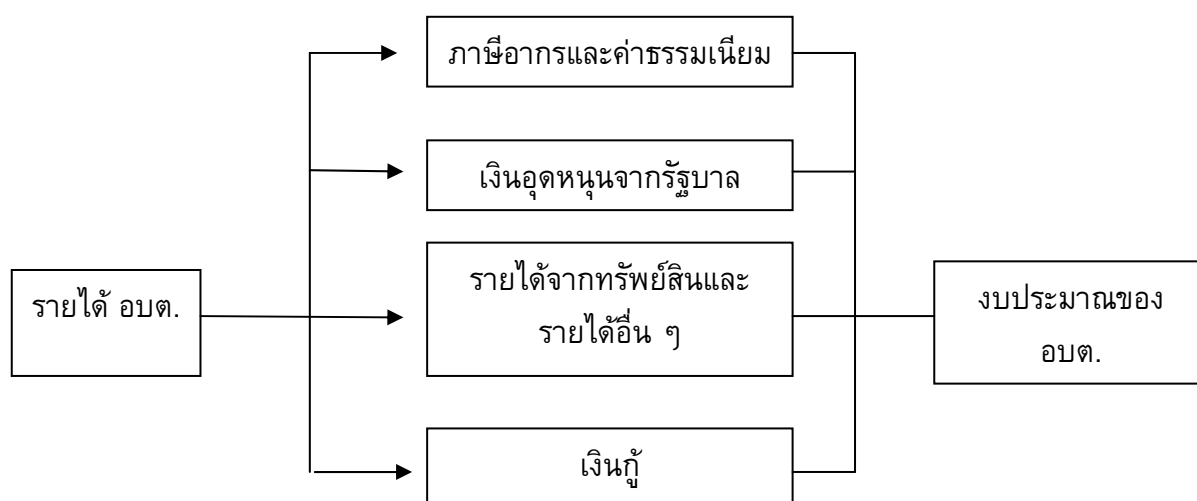 ภาษีอากรและค่าธรรมเนียม
เงินอุดหนุนจากรัฐบาล
รายได้ อบต.
รายได้จากทรัพย์สินและ
รายได้อื่น ๆ
งบประมาณของ
อบต.
เงินกู้